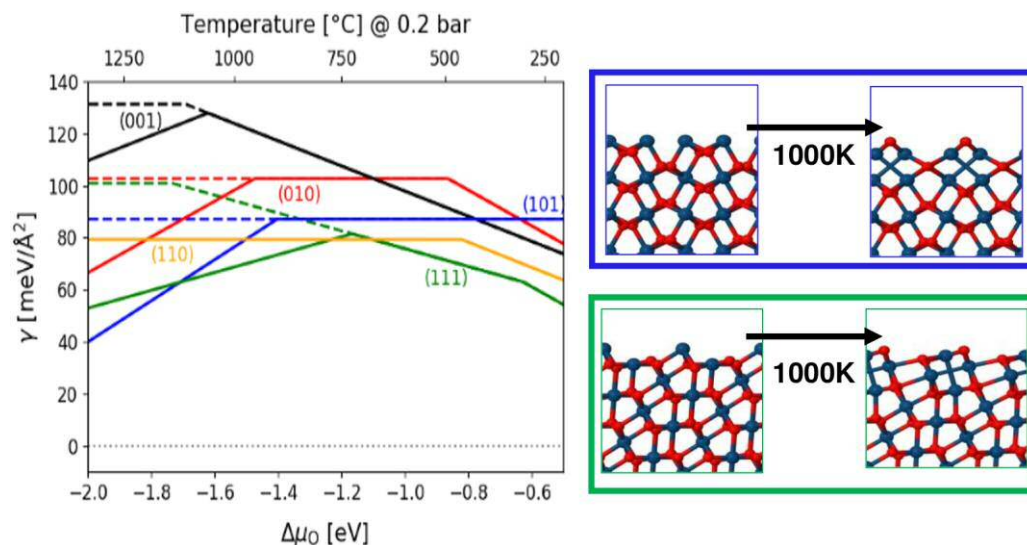 Temperature [°C] @ 0.2 bar
1250 1000 750 500 250
140
120
100
80
60
40
20
0
(001)
(010)
(101)
(110)
(111)
γ [meV/Å²]
−2.0 −1.8 −1.6 −1.4 −1.2 −1.0 −0.8 −0.6
Δμ_O [eV]
1000K
1000K